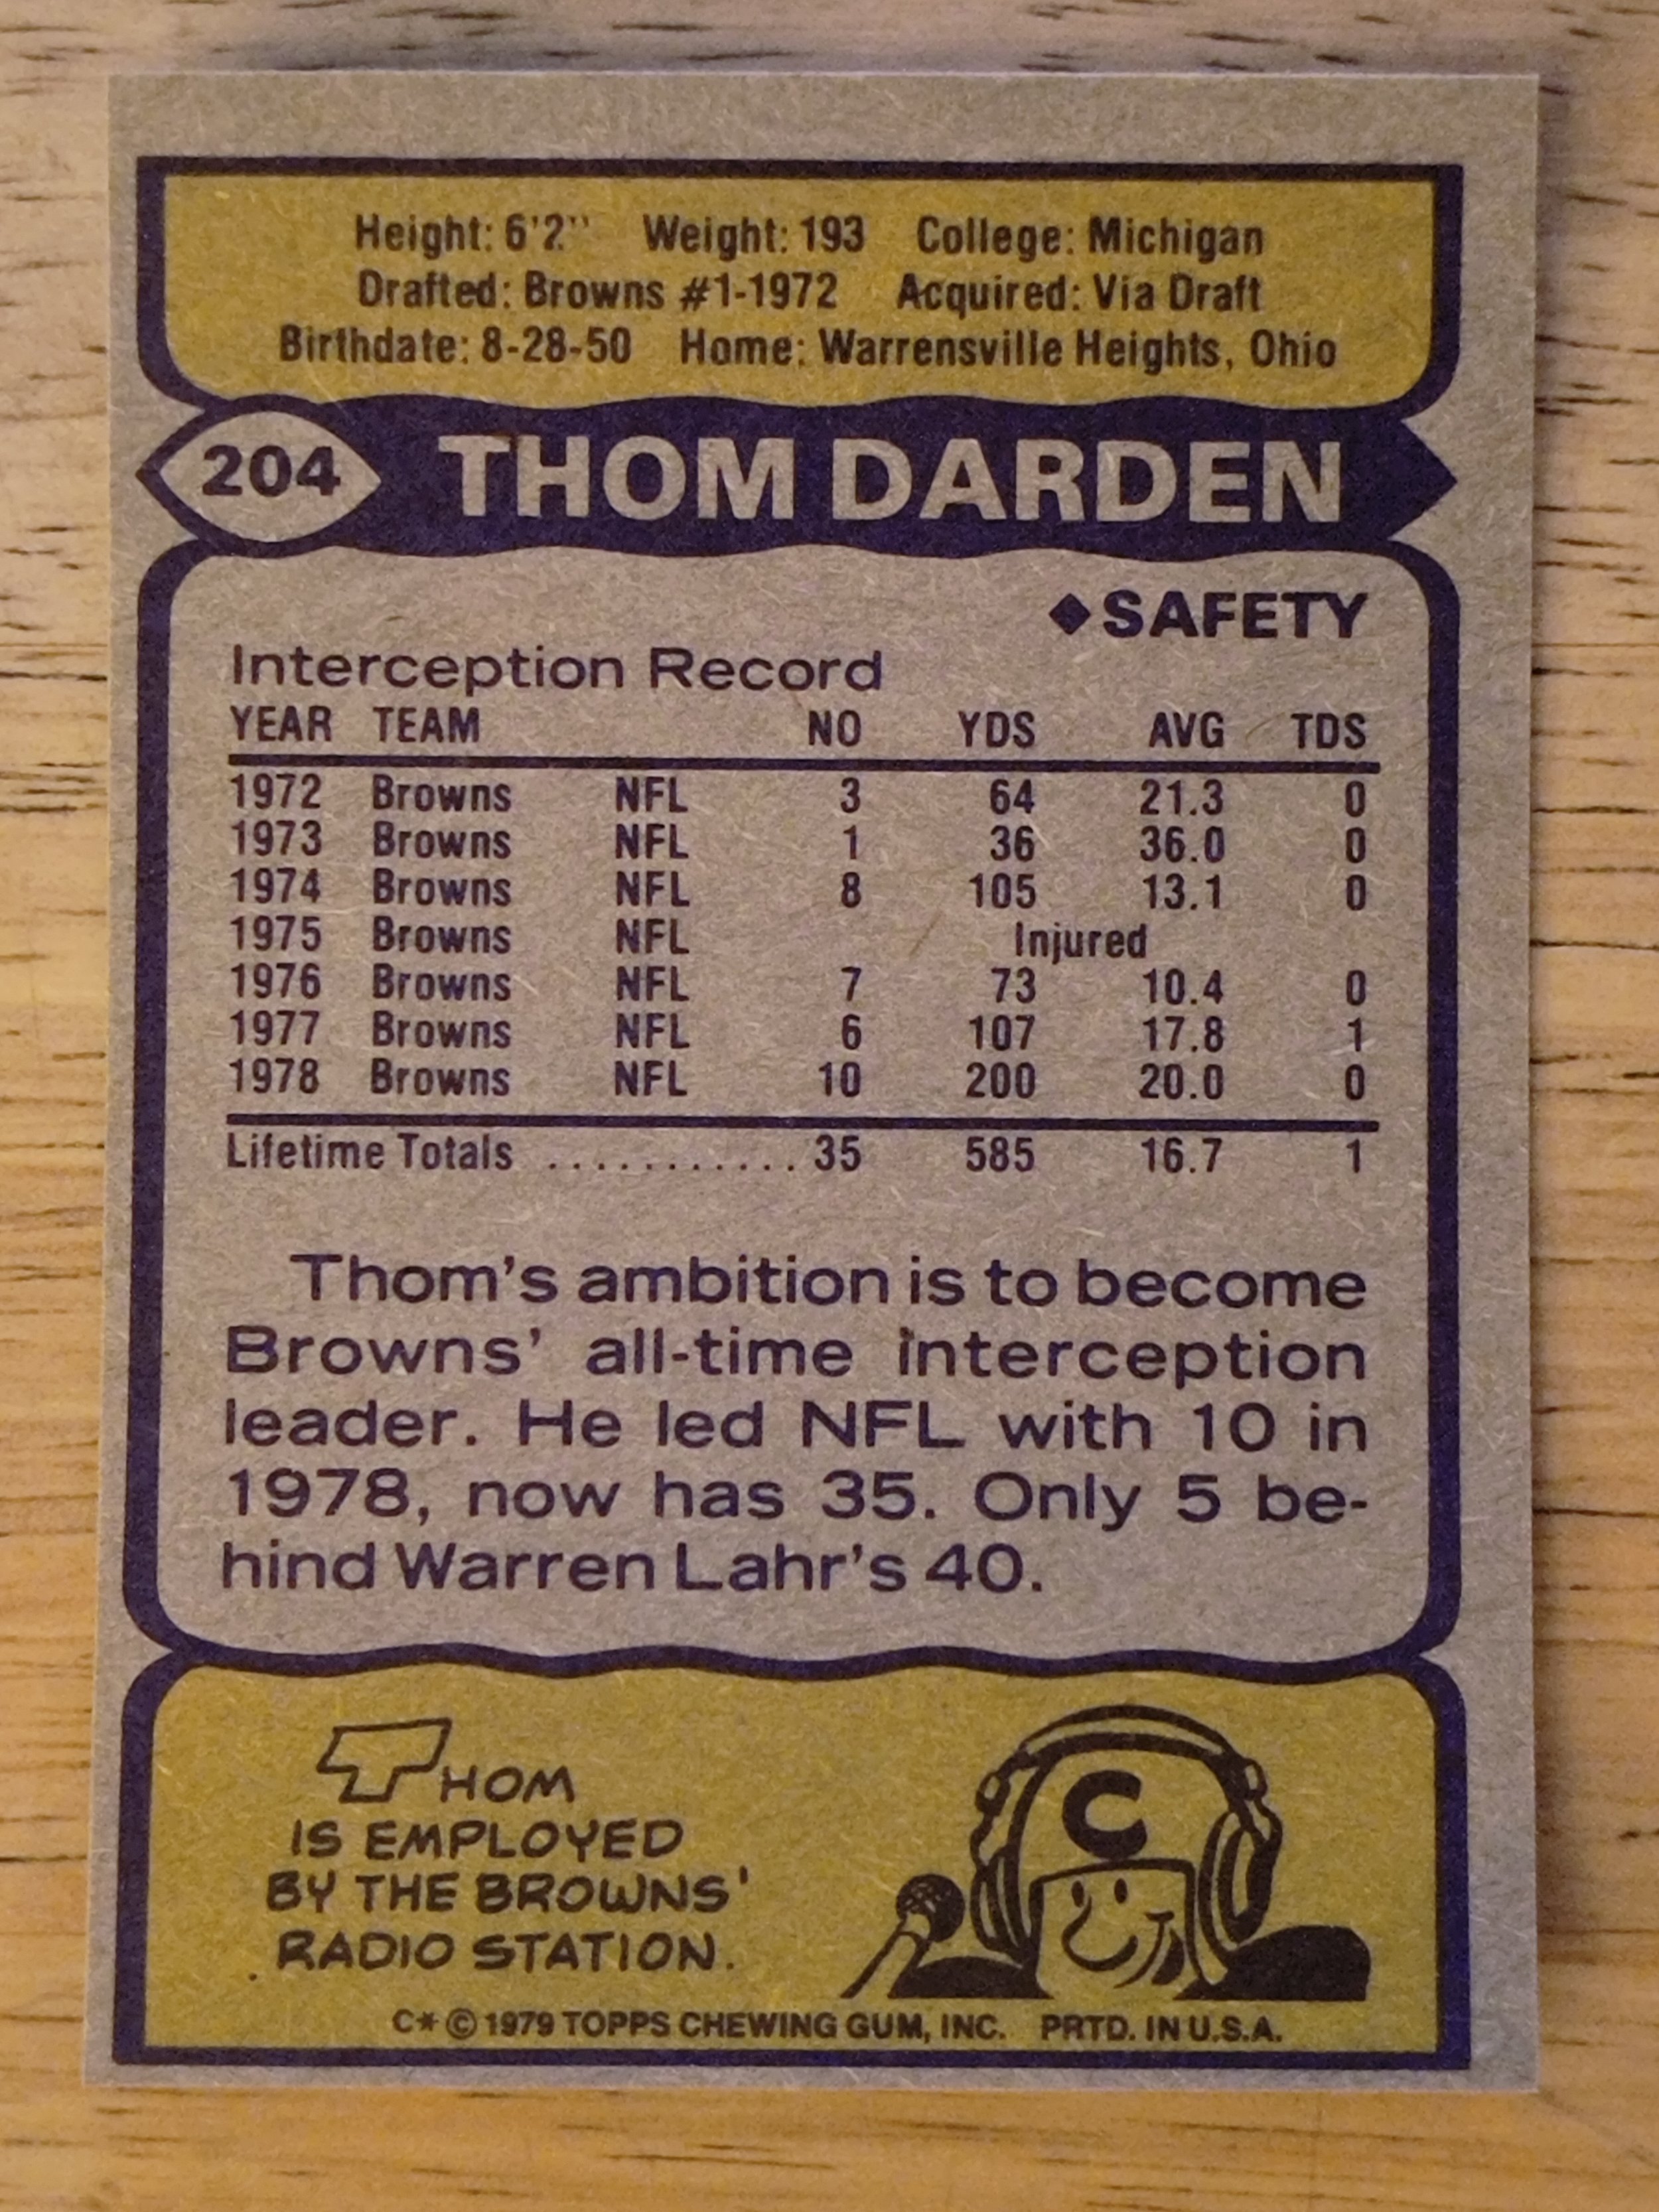 Height: 6'2" Weight: 193 College: Michigan
Drafted: Browns #1-1972 Acquired: Via Draft
Birthdate: 8-28-50 Home: Warrensville Heights, Ohio
204 THOM DARDEN
◆SAFETY
Interception Record
YEAR TEAM NO YDS AVG TDS
1972 Browns NFL 3 64 21.3 0
1973 Browns NFL 1 36 36.0 0
1974 Browns NFL 8 105 13.1 0
1975 Browns NFL Injured
1976 Browns NFL 7 73 10.4 0
1977 Browns NFL 6 107 17.8 1
1978 Browns NFL 10 200 20.0 0
Lifetime Totals ............ 35 585 16.7 1
Thom's ambition is to become
Browns' all-time interception
leader. He led NFL with 10 in
1978, now has 35. Only 5 be-
hind Warren Lahr's 40.
THOM
IS EMPLOYED
BY THE BROWNS'
RADIO STATION.
C
C* © 1979 TOPPS CHEWING GUM, INC. PRTD. IN U.S.A.